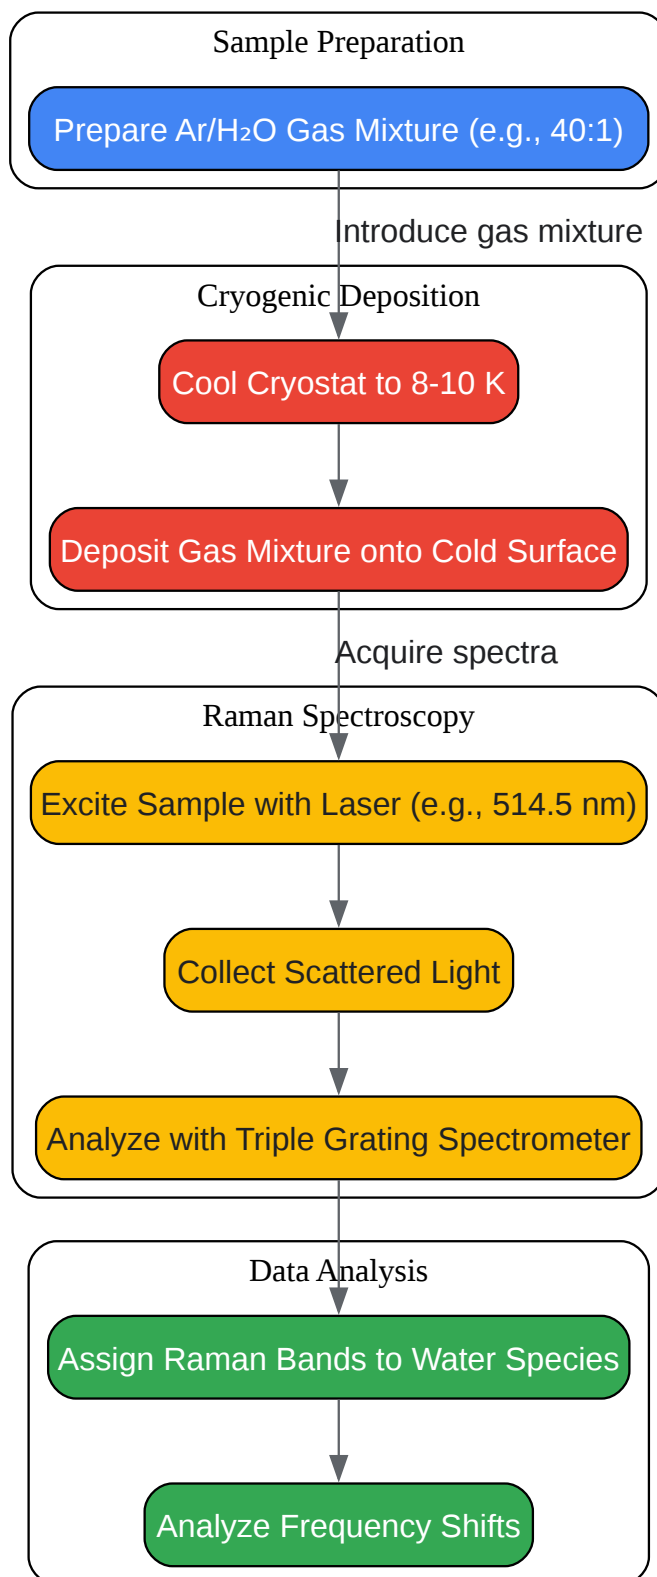 Sample Preparation
Prepare Ar/H₂O Gas Mixture (e.g., 40:1)
Introduce gas mixture
Cryogenic Deposition
Cool Cryostat to 8-10 K
Deposit Gas Mixture onto Cold Surface
Acquire spectra
Raman Spectroscopy
Excite Sample with Laser (e.g., 514.5 nm)
Collect Scattered Light
Analyze with Triple Grating Spectrometer
Data Analysis
Assign Raman Bands to Water Species
Analyze Frequency Shifts